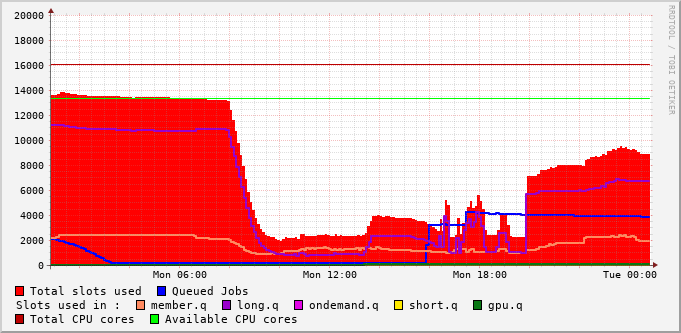 RRDTOOL / TOBI OETIKER
20000
18000
16000
14000
12000
10000
8000
6000
4000
2000
0
Mon 06:00 Mon 12:00 Mon 18:00 Tue 00:00
Total slots used Queued Jobs
Slots used in : member.q long.q ondemand.q short.q gpu.q
Total CPU cores Available CPU cores